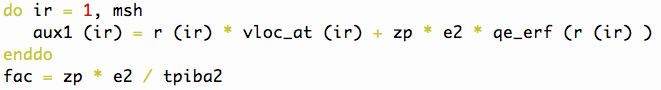 do ir = 1, msh
   aux1 (ir) = r (ir) * vloc_at (ir) + zp * e2 * qe_erf (r (ir) )
enddo
fac = zp * e2 / tpiba2